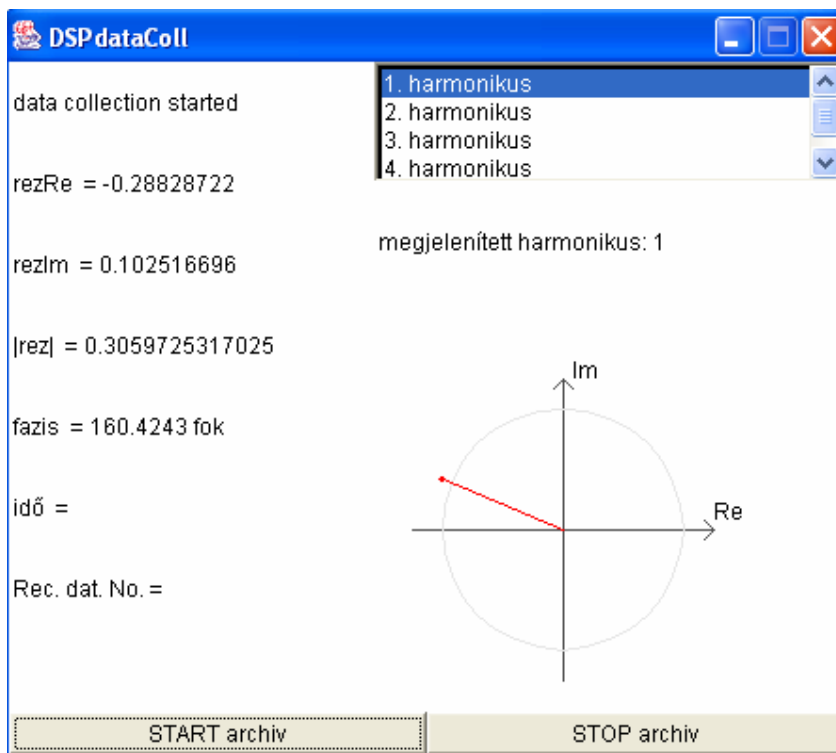 DSPdataColl
data collection started
rezRe = -0.28828722
rezIm = 0.102516696
|rez| = 0.3059725317025
fazis = 160.4243 fok
idő =
Rec. dat. No. =
1. harmonikus
2. harmonikus
3. harmonikus
4. harmonikus
megjelenített harmonikus: 1
Im
Re
START archiv
STOP archiv